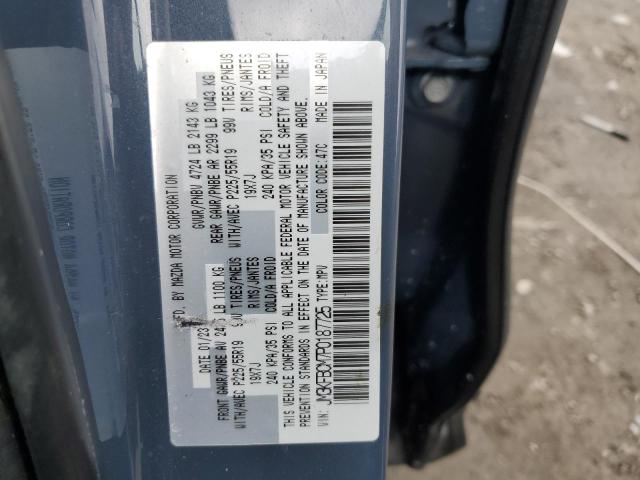 MFD. BY MAZDA MOTOR CORPORATION
DATE: 01/23 GVWR/PNBV 4724 LB 2143 KG
FRONT GAWR/PNBE AV LB 1100 KG REAR GAWR/PNBE AR 2299 LB 1043 KG
WITH/AVEC P225/55R19 TIRES/PNEUS WITH/AVEC P225/55R19 99V TIRES/PNEUS
19X7J RIMS/JANTES 19X7J RIMS/JANTES
240 KPA/35 PSI COLD/A FROID 240 KPA/35 PSI COLD/A FROID
THIS VEHICLE CONFORMS TO ALL APPLICABLE FEDERAL MOTOR VEHICLE SAFETY AND THEFT
PREVENTION STANDARDS IN EFFECT ON THE DATE OF MANUFACTURE SHOWN ABOVE.
VIN: TYPE:MPV COLOR CODE:47C MADE IN JAPAN